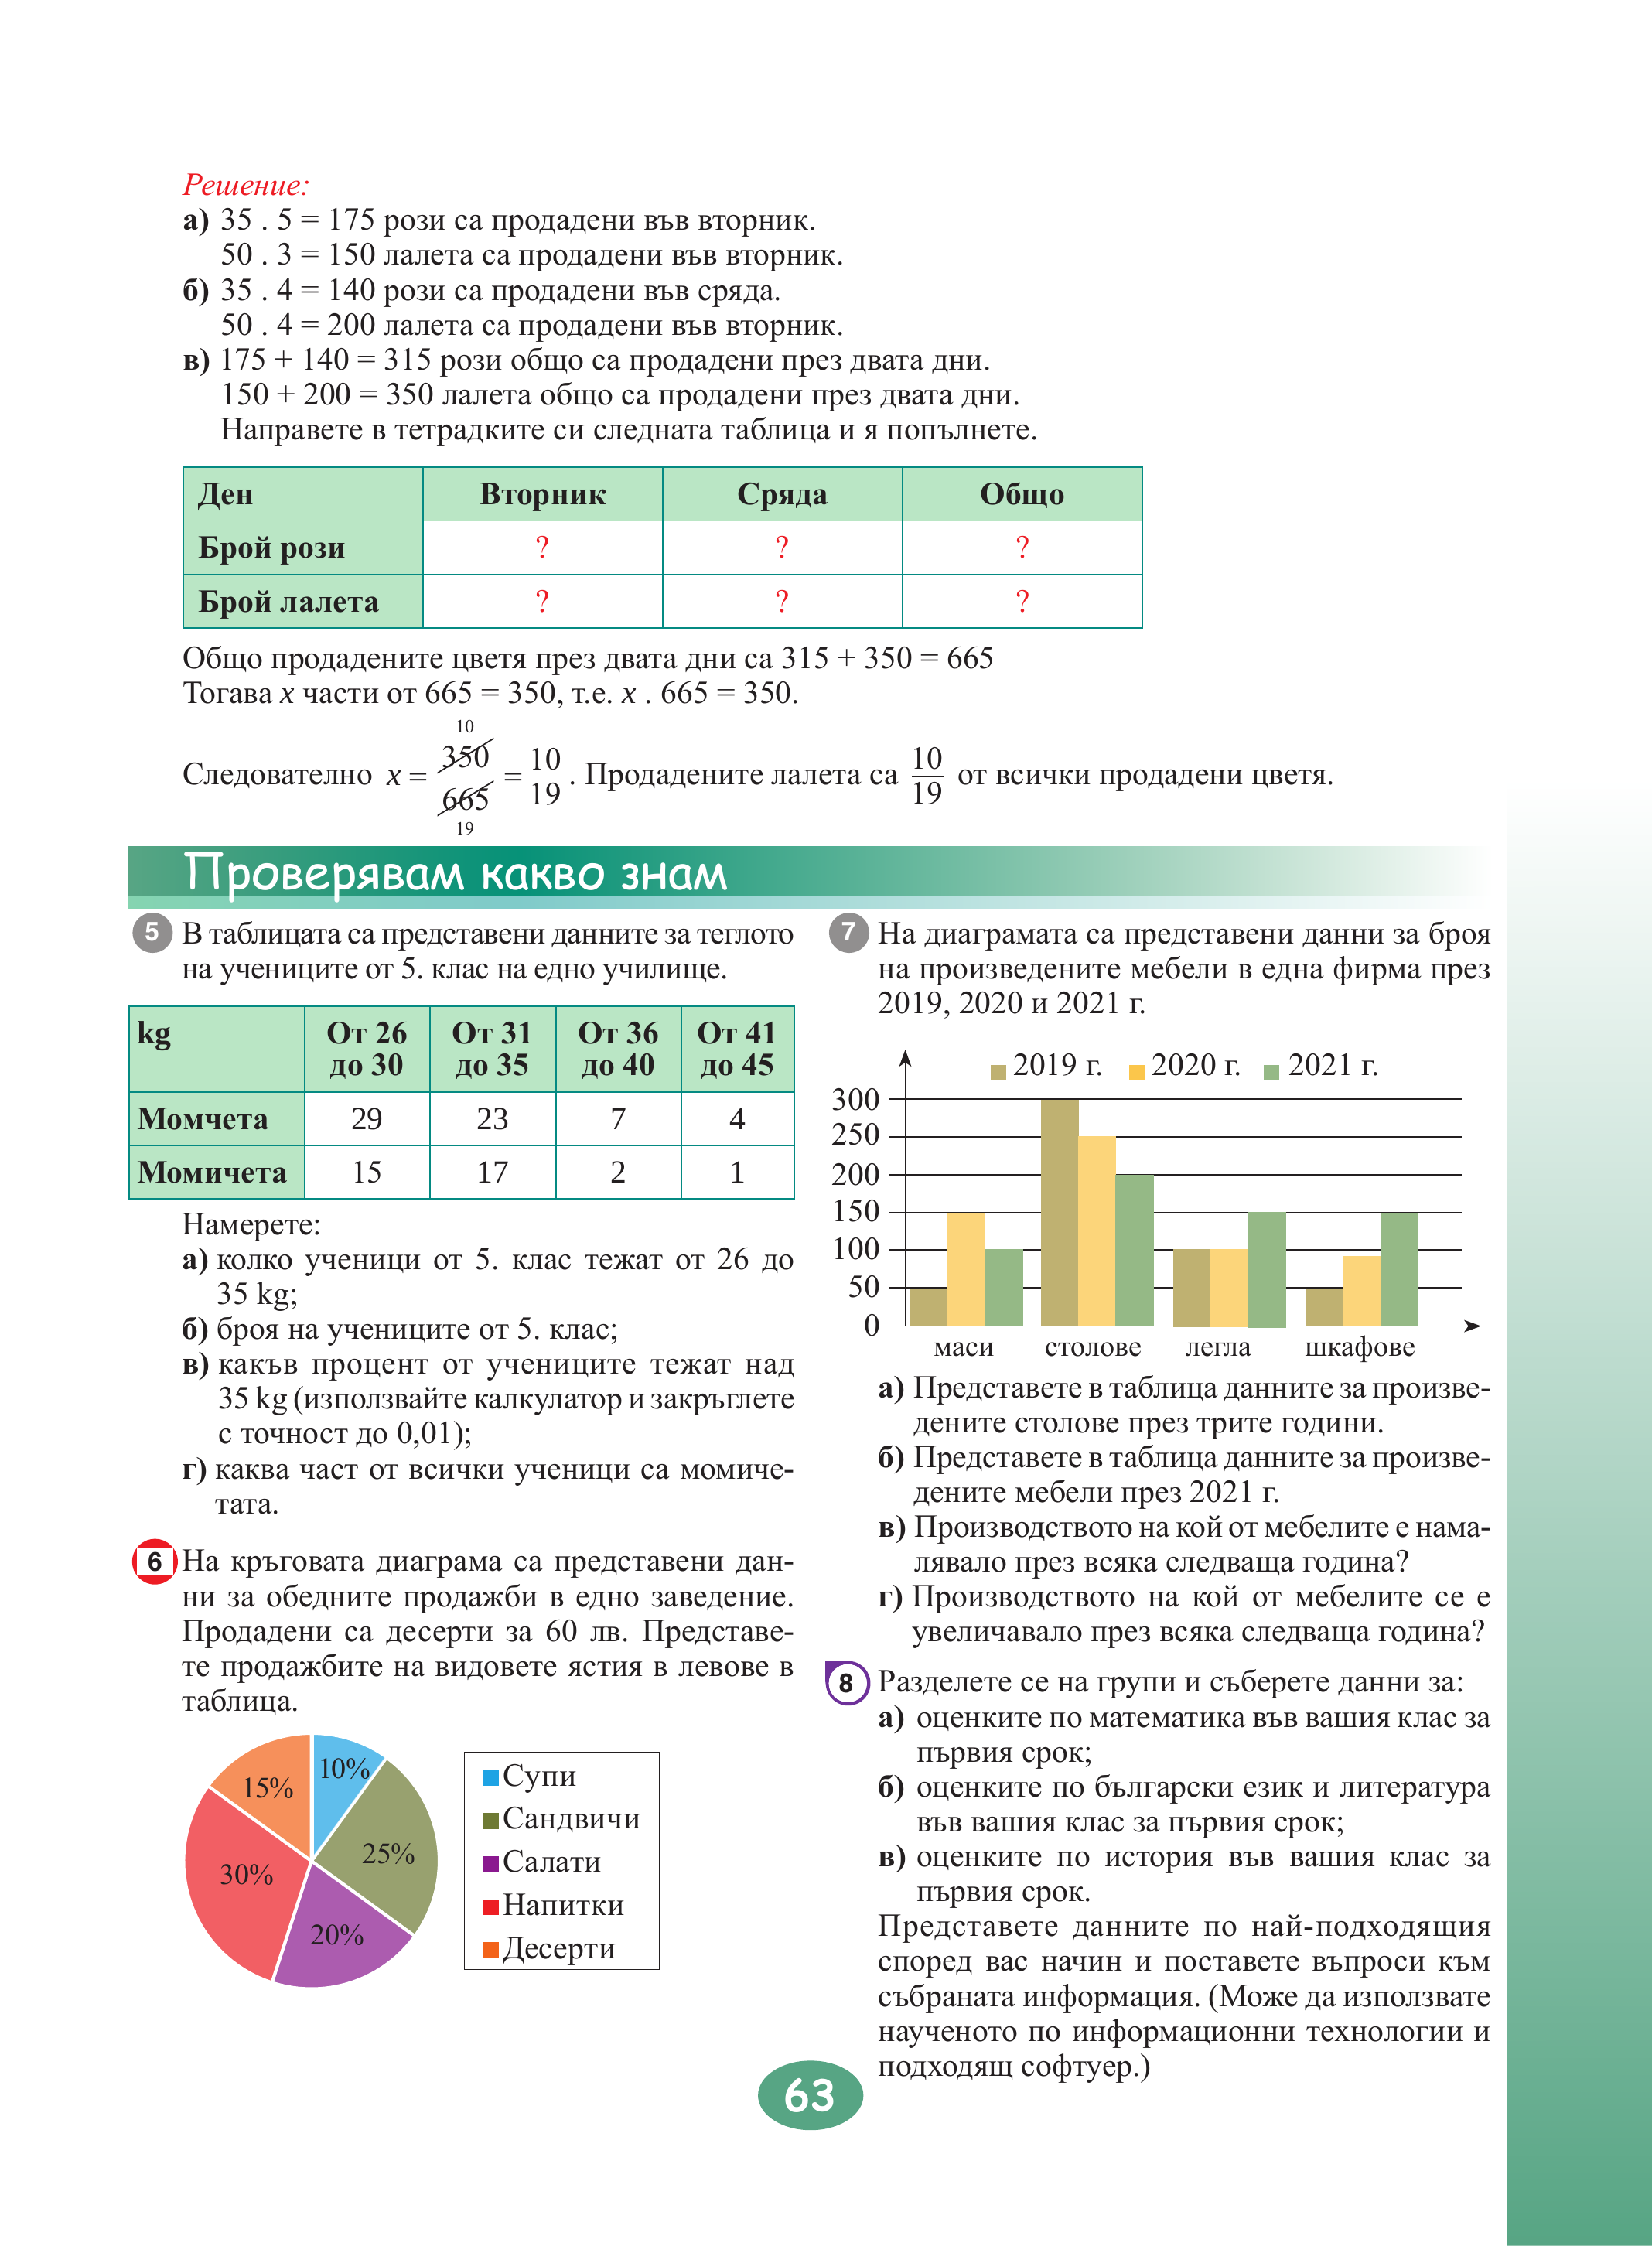 Решение:
а) 35 . 5 = 175 рози са продадени във вторник.
50 . 3 = 150 лалета са продадени във вторник.
б) 35 . 4 = 140 рози са продадени във сряда.
50 . 4 = 200 лалета са продадени във вторник.
в) 175 + 140 = 315 рози общо са продадени през двата дни.
150 + 200 = 350 лалета общо са продадени през двата дни.
Направете в тетрадките си следната таблица и я попълнете.
Ден Вторник Сряда Общо
Брой рози ? ? ?
Брой лалета ? ? ?
Общо продадените цветя през двата дни са 315 + 350 = 665
Тогава x части от 665 = 350, т.е. x . 665 = 350.
10
Следователно x = 350/665 = 10/19 . Продадените лалета са 10/19 от всички продадени цветя.
19
Проверявам какво знам
5 В таблицата са представени данните за теглото
на учениците от 5. клас на едно училище.
kg От 26 до 30 От 31 до 35 От 36 до 40 От 41 до 45
Момчета 29 23 7 4
Момичета 15 17 2 1
Намерете:
а) колко ученици от 5. клас тежат от 26 до
35 kg;
б) броя на учениците от 5. клас;
в) какъв процент от учениците тежат над
35 kg (използвайте калкулатор и закръглете
с точност до 0,01);
г) каква част от всички ученици са момиче-
тата.
6 На кръговата диаграма са представени дан-
ни за обедните продажби в едно заведение.
Продадени са десерти за 60 лв. Представе-
те продажбите на видовете ястия в левове в
таблица.
10%
15%
25%
30%
20%
Супи
Сандвичи
Салати
Напитки
Десерти
7 На диаграмата са представени данни за броя
на произведените мебели в една фирма през
2019, 2020 и 2021 г.
2019 г. 2020 г. 2021 г.
300
250
200
150
100
50
0
маси столове легла шкафове
а) Представете в таблица данните за произве-
дените столове през трите години.
б) Представете в таблица данните за произве-
дените мебели през 2021 г.
в) Производството на кой от мебелите е нама-
лявало през всяка следваща година?
г) Производството на кой от мебелите се е
увеличавало през всяка следваща година?
8 Разделете се на групи и съберете данни за:
а) оценките по математика във вашия клас за
първия срок;
б) оценките по български език и литература
във вашия клас за първия срок;
в) оценките по история във вашия клас за
първия срок.
Представете данните по най-подходящия
според вас начин и поставете въпроси към
събраната информация. (Може да използвате
наученото по информационни технологии и
подходящ софтуер.)
63